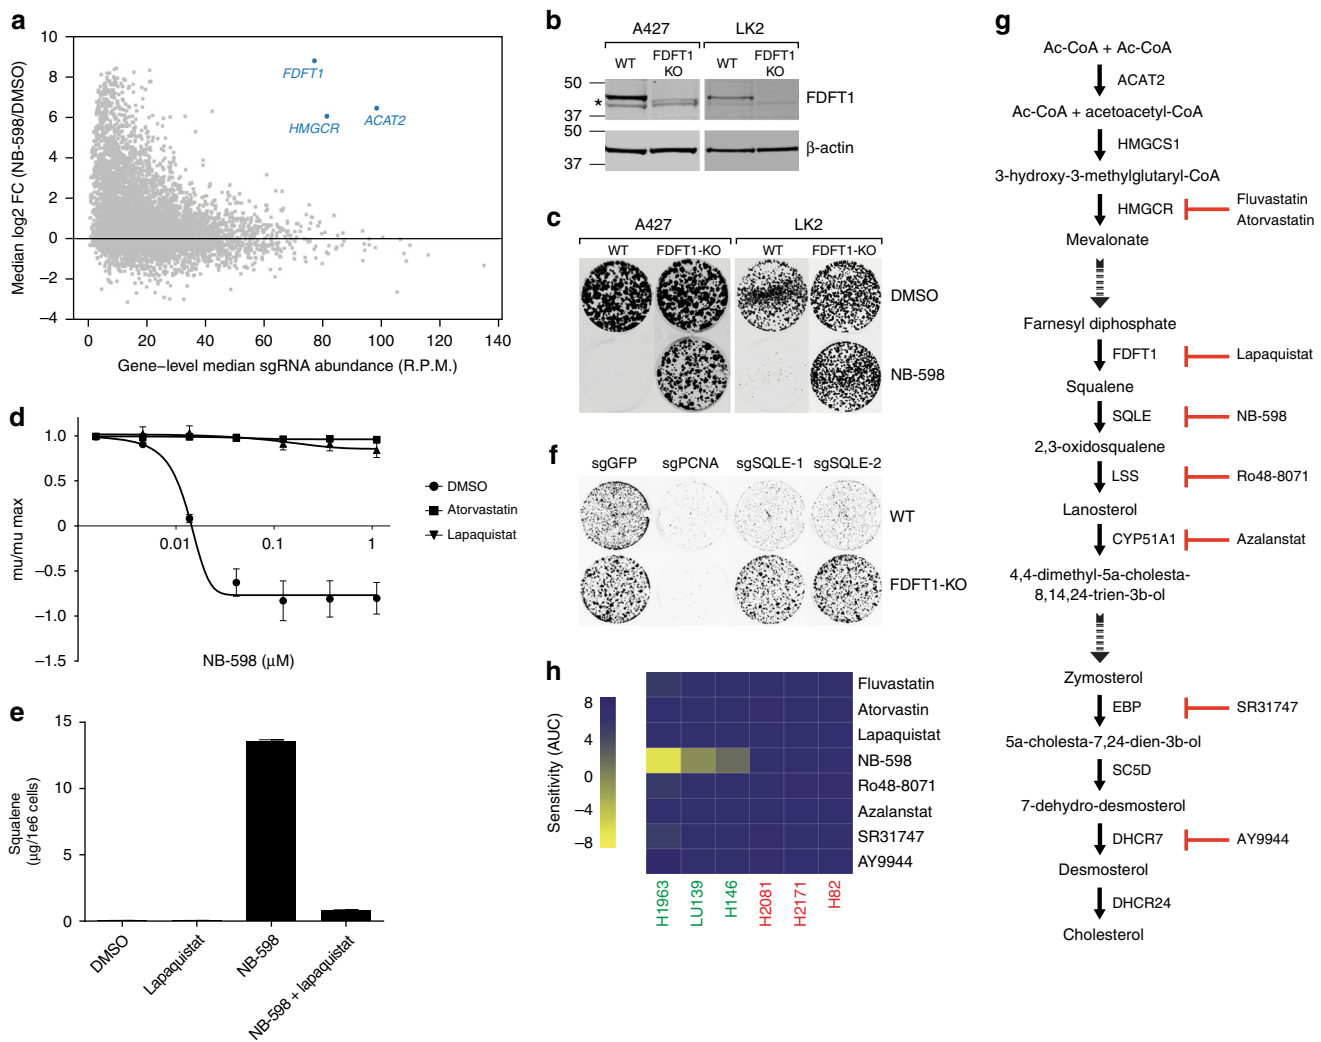 a
10
8
6
4
2
0
−2
−4
Median log2 FC (NB-598/DMSO)
FDFT1
HMGCR
ACAT2
0 20 40 60 80 100 120 140
Gene−level median sgRNA abundance (R.P.M.)
b
A427 LK2
WT FDFT1 KO WT FDFT1 KO
50
*
37
FDFT1
50
37
β-actin
c
A427 LK2
WT FDFT1-KO WT FDFT1-KO
DMSO
NB-598
d
1.0
0.5
0
−0.5
−1.0
−1.5
mu/mu max
0.01 0.1 1
NB-598 (μM)
DMSO
Atorvastatin
Lapaquistat
e
15
10
5
0
Squalene
(μg/1e6 cells)
DMSO
Lapaquistat
NB-598
NB-598 + lapaquistat
f
sgGFP sgPCNA sgSQLE-1 sgSQLE-2
WT
FDFT1-KO
g
Ac-CoA + Ac-CoA
ACAT2
Ac-CoA + acetoacetyl-CoA
HMGCS1
3-hydroxy-3-methylglutaryl-CoA
HMGCR
Fluvastatin
Atorvastatin
Mevalonate
Farnesyl diphosphate
FDFT1 Lapaquistat
Squalene
SQLE NB-598
2,3-oxidosqualene
LSS Ro48-8071
Lanosterol
CYP51A1 Azalanstat
4,4-dimethyl-5a-cholesta-
8,14,24-trien-3b-ol
Zymosterol
EBP SR31747
5a-cholesta-7,24-dien-3b-ol
SC5D
7-dehydro-desmosterol
DHCR7 AY9944
Desmosterol
DHCR24
Cholesterol
h
8
4
0
−4
−8
Sensitivity (AUC)
Fluvastatin
Atorvastin
Lapaquistat
NB-598
Ro48-8071
Azalanstat
SR31747
AY9944
H1963
LU139
H146
H2081
H2171
H82